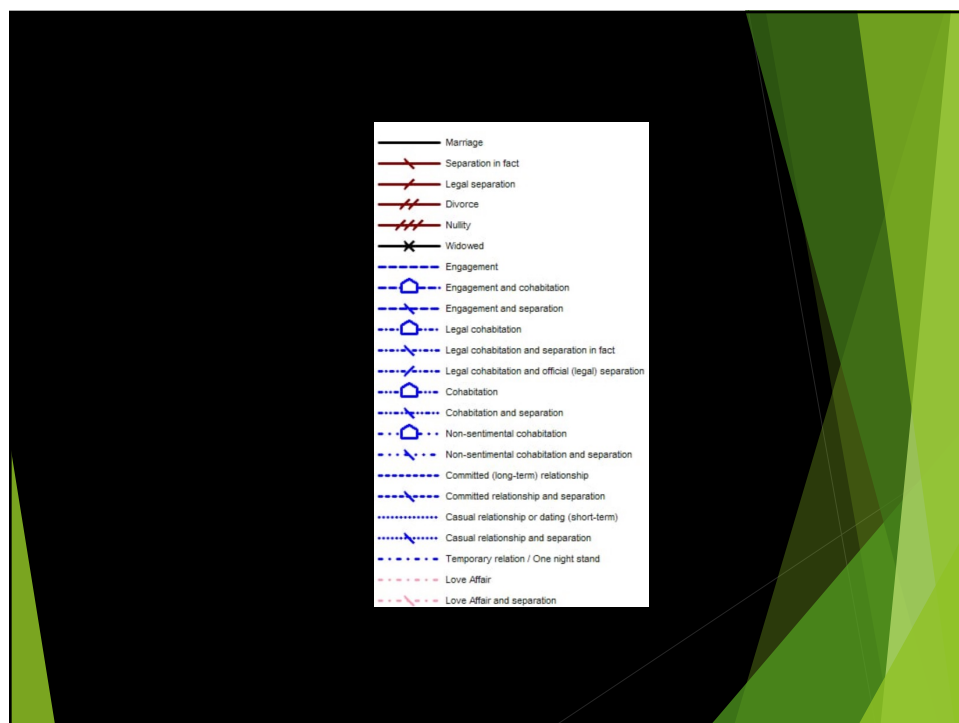 Marriage
Separation in fact
Legal separation
Divorce
Nullity
Widowed
Engagement
Engagement and cohabitation
Engagement and separation
Legal cohabitation
Legal cohabitation and separation in fact
Legal cohabitation and official (legal) separation
Cohabitation
Cohabitation and separation
Non-sentimental cohabitation
Non-sentimental cohabitation and separation
Committed (long-term) relationship
Committed relationship and separation
Casual relationship or dating (short-term)
Casual relationship and separation
Temporary relation / One night stand
Love Affair
Love Affair and separation